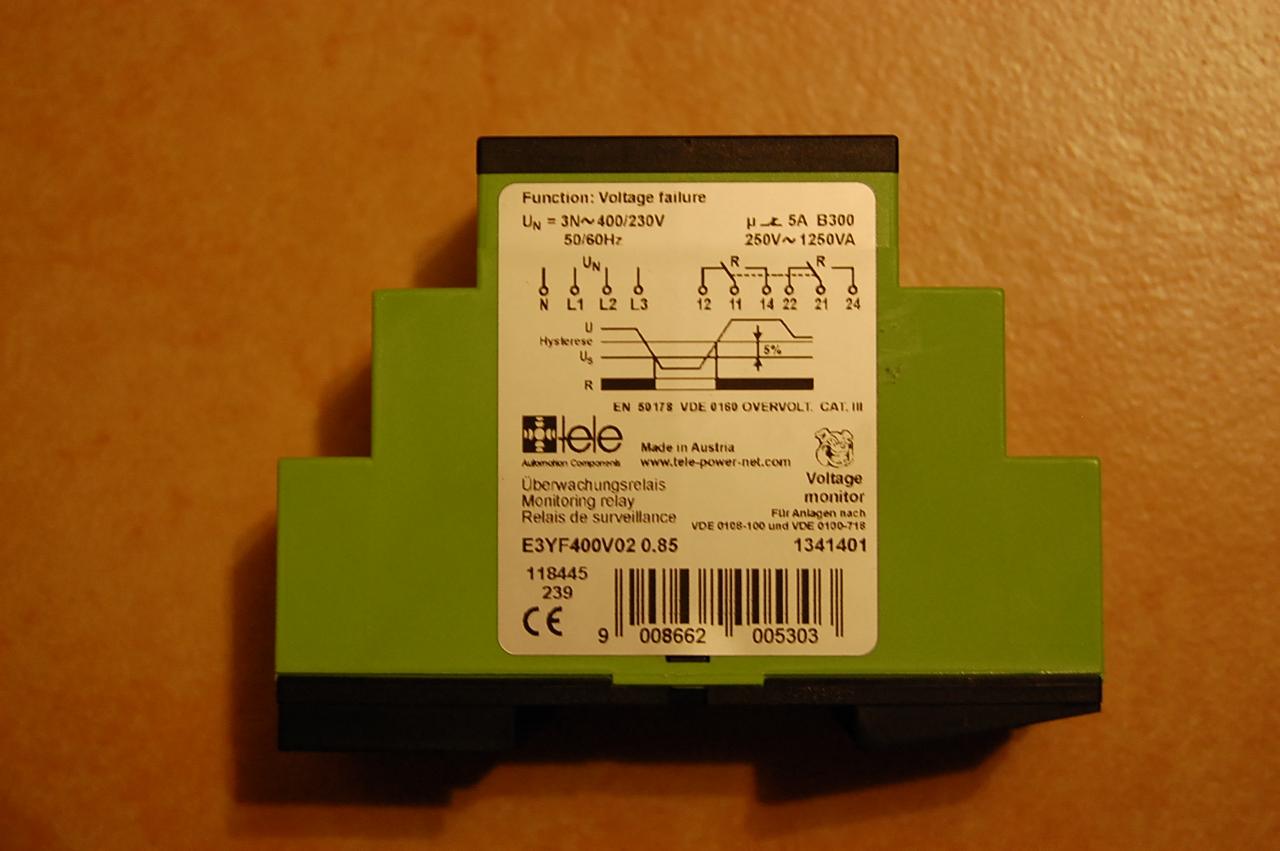 Function: Voltage failure
UN = 3N~400/230V
50/60Hz
µ 5A B300
250V~ 1250VA
UN
N L1 L2 L3
R R
12 11 14 22 21 24
U
Hysterese
Us
5%
R
EN 50178 VDE 0160 OVERVOLT. CAT. III
tele
Automation Components
Made in Austria
www.tele-power-net.com
Überwachungsrelais
Monitoring relay
Relais de surveillance
Voltage
monitor
Für Anlagen nach
VDE 0108-100 und VDE 0100-718
E3YF400V02 0.85
1341401
118445
239
CE
9 008662 005303